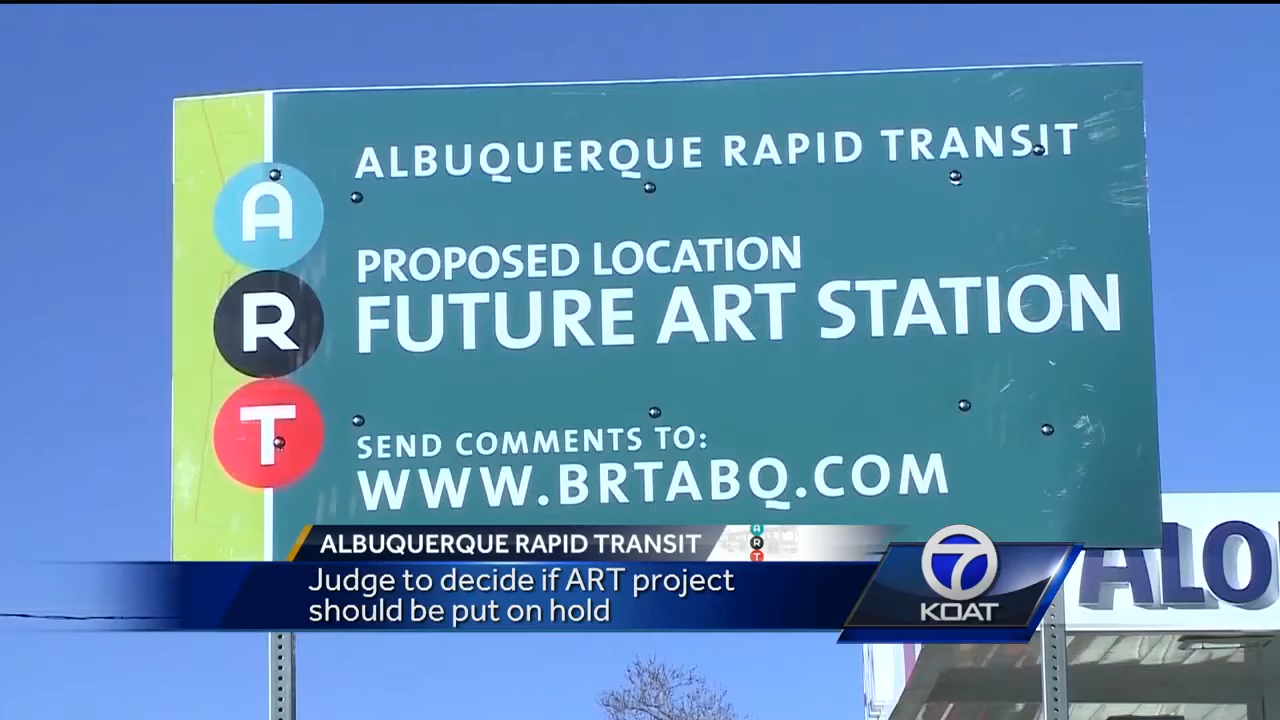 ALBUQUERQUE RAPID TRANSIT
A
R
T
PROPOSED LOCATION
FUTURE ART STATION
SEND COMMENTS TO:
WWW.BRTABQ.COM
ALBUQUERQUE RAPID TRANSIT
A
R
T
Judge to decide if ART project
should be put on hold
7
KOAT
ALO